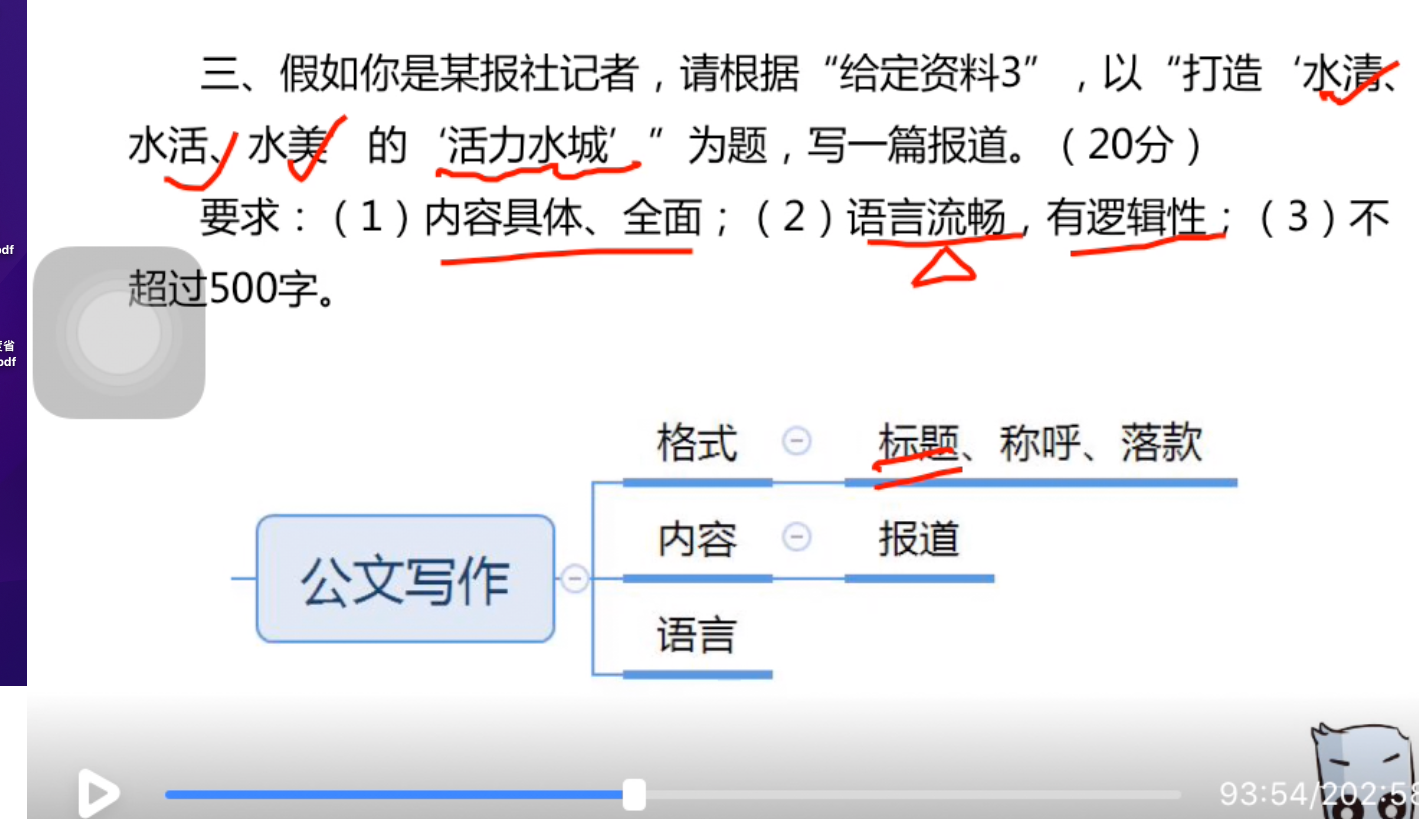 三、假如你是某报社记者，请根据“给定资料3”，以“打造‘水清、
水活、水美’的‘活力水城’”为题，写一篇报道。（20分）
要求：（1）内容具体、全面；（2）语言流畅，有逻辑性；（3）不
超过500字。
df
省
pdf
格式
标题、称呼、落款
公文写作
内容
报道
语言
93:54/202:58